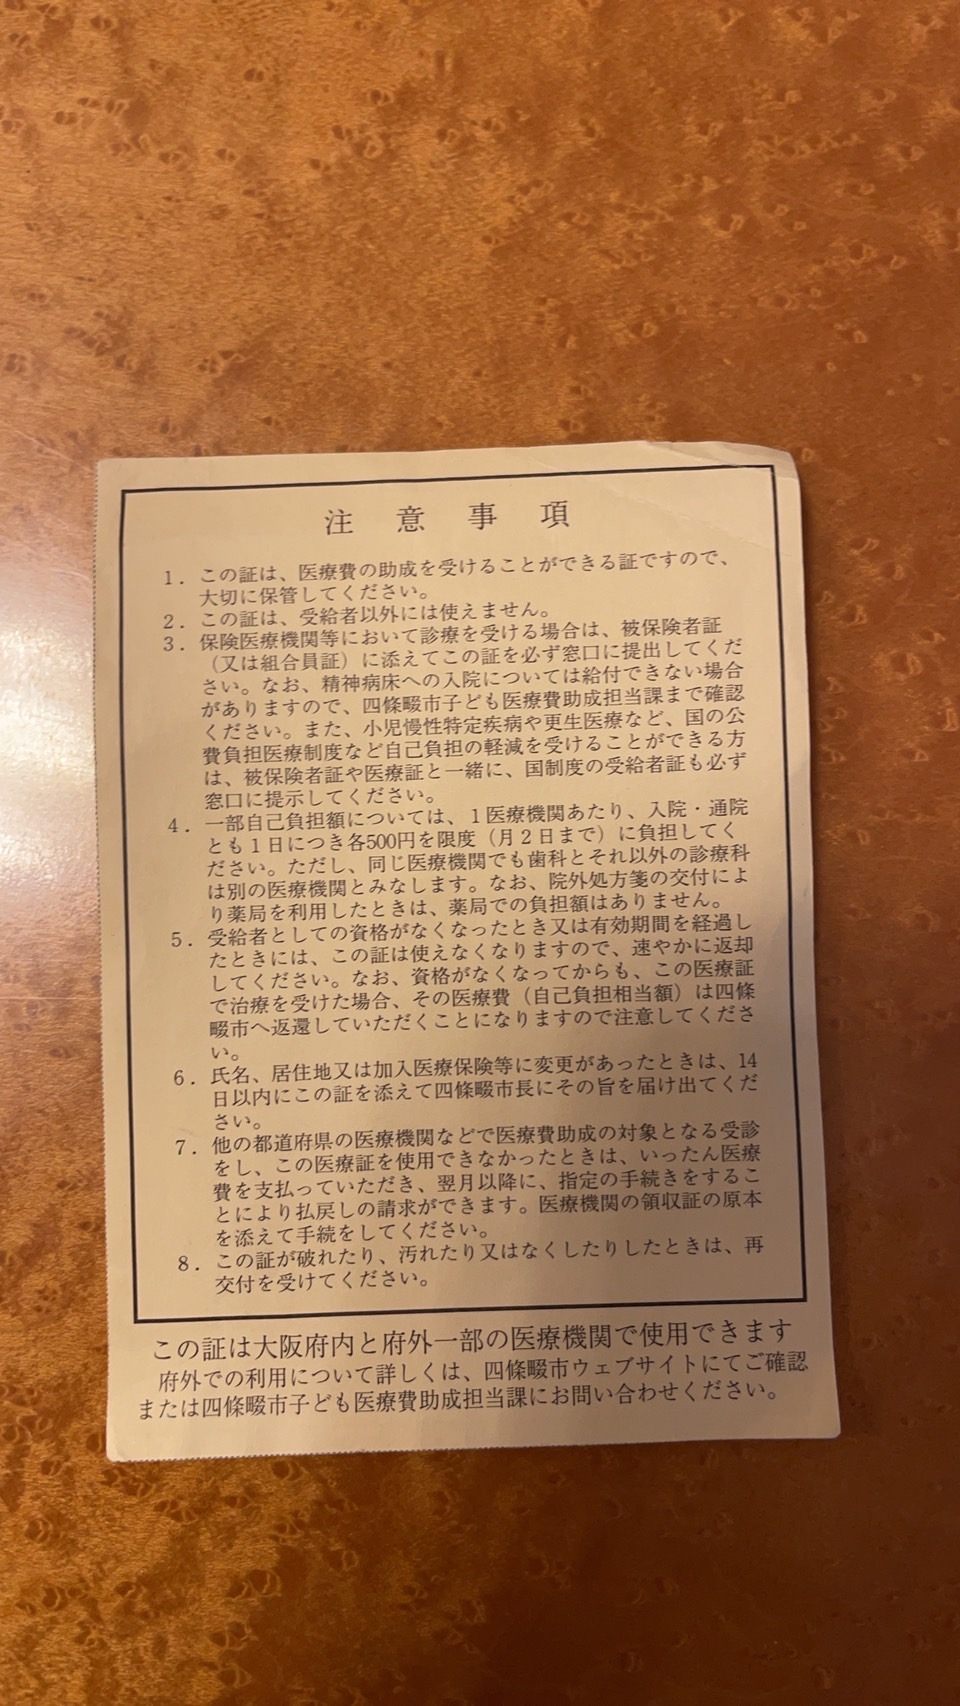 注意事項
1．この証は、医療費の助成を受けることができる証ですので、
大切に保管してください。
2．この証は、受給者以外には使えません。
3．保険医療機関等において診療を受ける場合は、被保険者証
（又は組合員証）に添えてこの証を必ず窓口に提出してくだ
さい。なお、精神病床への入院については給付できない場合
がありますので、四條畷市子ども医療費助成担当課まで確認
ください。また、小児慢性特定疾病や更生医療など、国の公
費負担医療制度など自己負担の軽減を受けることができる方
は、被保険者証や医療証と一緒に、国制度の受給者証も必ず
窓口に提示してください。
4．一部自己負担額については、1医療機関あたり、入院・通院
とも1日につき各500円を限度（月2日まで）に負担してく
ださい。ただし、同じ医療機関でも歯科とそれ以外の診療科
は別の医療機関とみなします。なお、院外処方箋の交付によ
り薬局を利用したときは、薬局での負担額はありません。
5．受給者としての資格がなくなったとき又は有効期間を経過し
たときには、この証は使えなくなりますので、速やかに返却
してください。なお、資格がなくなってからも、この医療証
で治療を受けた場合、その医療費（自己負担相当額）は四條
畷市へ返還していただくことになりますので注意してくださ
い。
6．氏名、居住地又は加入医療保険等に変更があったときは、14
日以内にこの証を添えて四條畷市長にその旨を届け出てくだ
さい。
7．他の都道府県の医療機関などで医療費助成の対象となる受診
をし、この医療証を使用できなかったときは、いったん医療
費を支払っていただき、翌月以降に、指定の手続きをするこ
とにより払戻しの請求ができます。医療機関の領収証の原本
を添えて手続をしてください。
8．この証が破れたり、汚れたり又はなくしたりしたときは、再
交付を受けてください。
この証は大阪府内と府外一部の医療機関で使用できます
府外での利用について詳しくは、四條畷市ウェブサイトにてご確認
または四條畷市子ども医療費助成担当課にお問い合わせください。